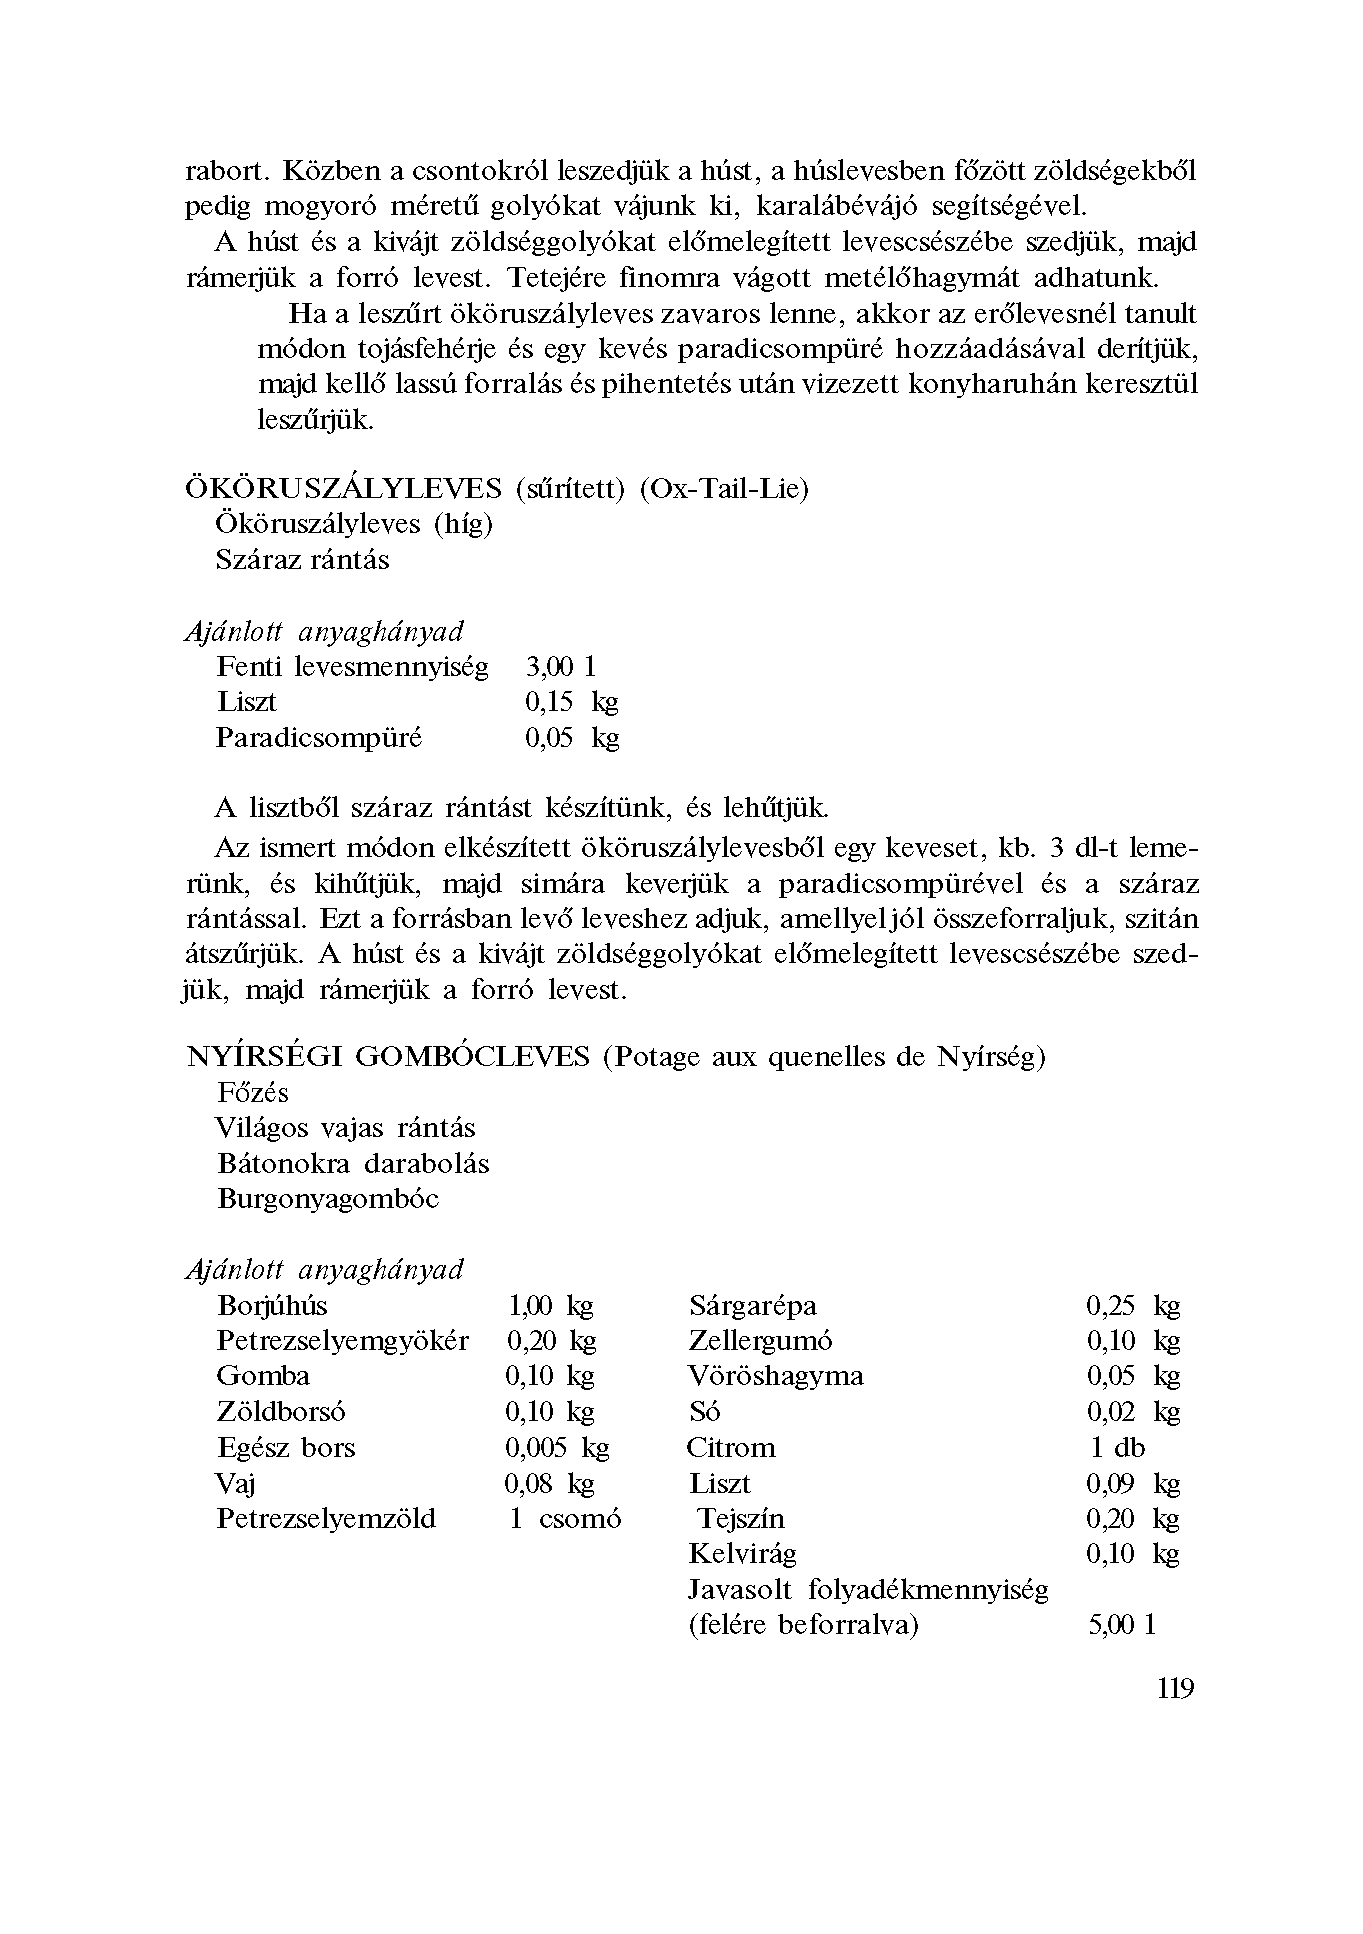 rabort. Közben a csontokról leszedjük a húst, a húslevesben főzött zöldségekből
pedig mogyoró méretű golyókat vájunk ki, karalábévájó segítségével.
A húst és a kivájt zöldséggolyókat előmelegített levescsészébe szedjük, majd
rámerjük a forró levest. Tetejére finomra vágott metélőhagymát adhatunk.
Ha a leszűrt ököruszályleves zavaros lenne, akkor az erőlevesnél tanult
módon tojásfehérje és egy kevés paradicsompüré hozzáadásával derítjük,
majd kellő lassú forralás és pihentetés után vizezett konyharuhán keresztül
leszűrjük.
ÖKÖRUSZÁLYLEVES (sűrített) (Ox-Tail-Lie)
Ököruszályleves (híg)
Száraz rántás
Ajánlott anyaghányad
Fenti levesmennyiség 3,00 l
Liszt 0,15 kg
Paradicsompüré 0,05 kg
A lisztből száraz rántást készítünk, és lehűtjük.
Az ismert módon elkészített ököruszálylevesből egy keveset, kb. 3 dl-t leme-
rünk, és kihűtjük, majd simára keverjük a paradicsompürével és a száraz
rántással. Ezt a forrásban levő leveshez adjuk, amellyel jól összeforraljuk, szitán
átszűrjük. A húst és a kivájt zöldséggolyókat előmelegített levescsészébe szed-
jük, majd rámerjük a forró levest.
NYÍRSÉGI GOMBÓCLEVES (Potage aux quenelles de Nyírség)
Főzés
Világos vajas rántás
Bátonokra darabolás
Burgonyagombóc
Ajánlott anyaghányad
Borjúhús 1,00 kg Sárgarépa 0,25 kg
Petrezselyemgyökér 0,20 kg Zellergumó 0,10 kg
Gomba 0,10 kg Vöröshagyma 0,05 kg
Zöldborsó 0,10 kg Só 0,02 kg
Egész bors 0,005 kg Citrom 1 db
Vaj 0,08 kg Liszt 0,09 kg
Petrezselyemzöld 1 csomó Tejszín 0,20 kg
Kelvirág 0,10 kg
Javasolt folyadékmennyiség
(felére beforralva) 5,00 l
119